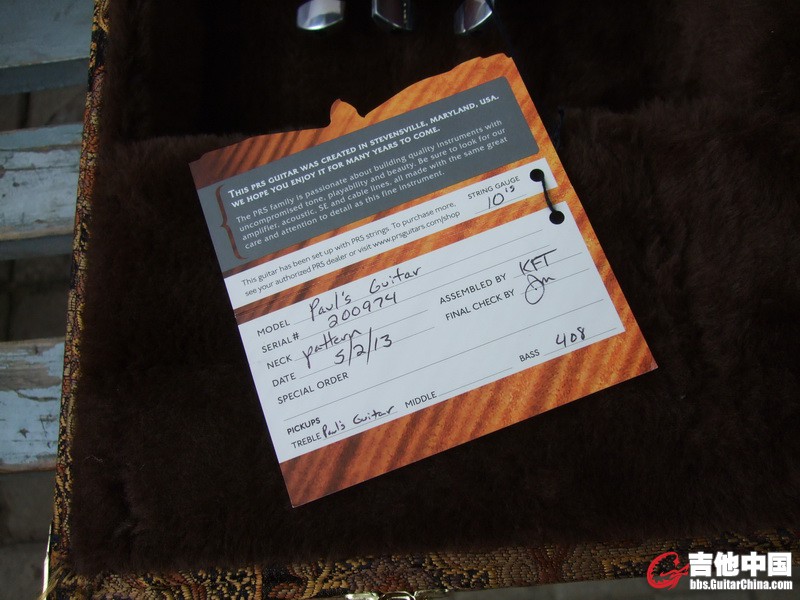 THIS PRS GUITAR WAS CREATED IN STEVENSVILLE, MARYLAND, USA.
WE HOPE YOU ENJOY IT FOR MANY YEARS TO COME.
The PRS family is passionate about building quality instruments with
uncompromised tone, playability and beauty. Be sure to look for our
amplifier, acoustic, SE and cable lines, all made with the same great
care and attention to detail as this fine instrument.
This guitar has been set up with PRS strings. To purchase more,
see your authorized PRS dealer or visit www.prsguitars.com/shop
STRING GAUGE
10's
MODEL Paul's Guitar
SERIAL# 200974
NECK pattern
DATE 5/2/13
SPECIAL ORDER
ASSEMBLED BY KFT
FINAL CHECK BY
PICKUPS
TREBLE Paul's Guitar MIDDLE BASS 408
吉他中国
bbs.GuitarChina.com